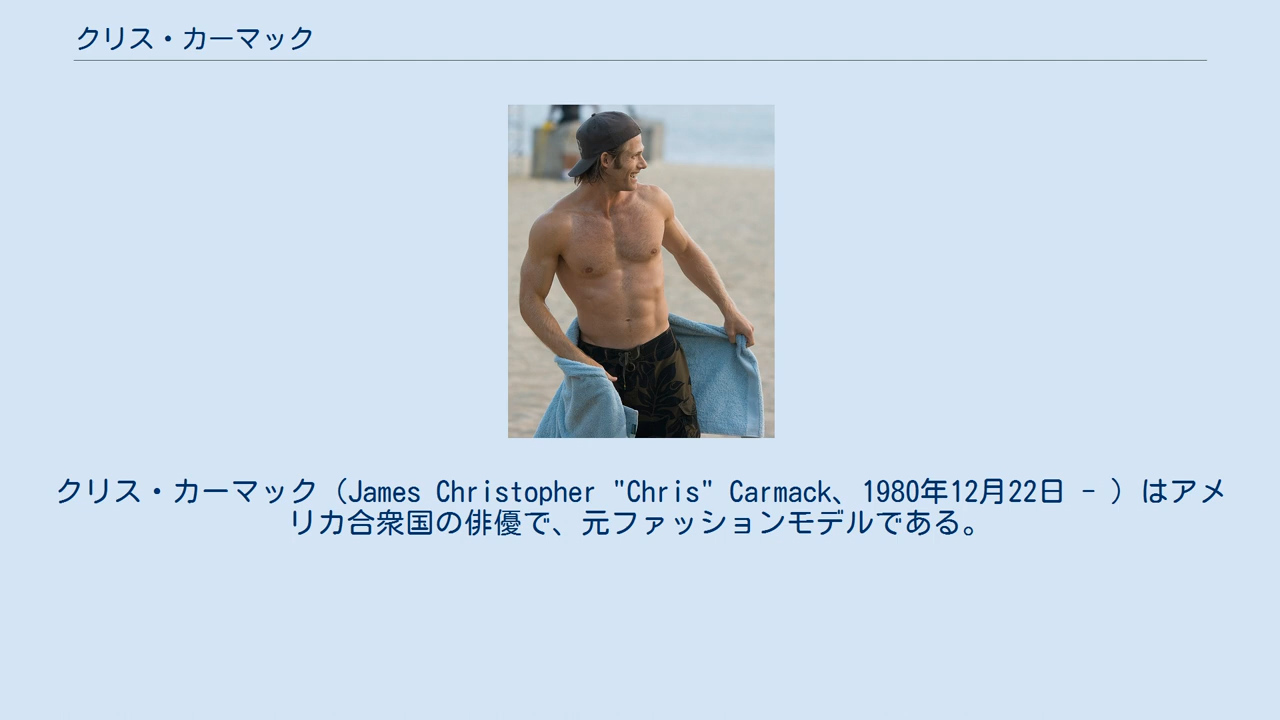 クリス・カーマック
クリス・カーマック（James Christopher "Chris" Carmack、1980年12月22日 - ）はアメ
リカ合衆国の俳優で、元ファッションモデルである。